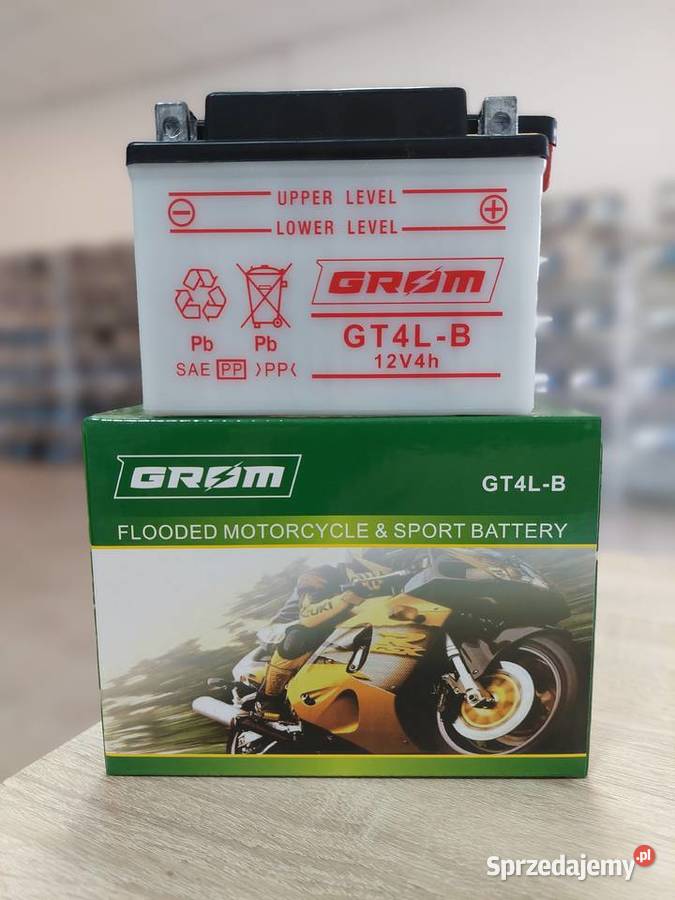 UPPER LEVEL
LOWER LEVEL
GROM
GT4L-B
12V4h
Pb Pb
SAE PP >PP<
GROM
GT4L-B
FLOODED MOTORCYCLE & SPORT BATTERY
SUZUKI
Sprzedajemy.pl